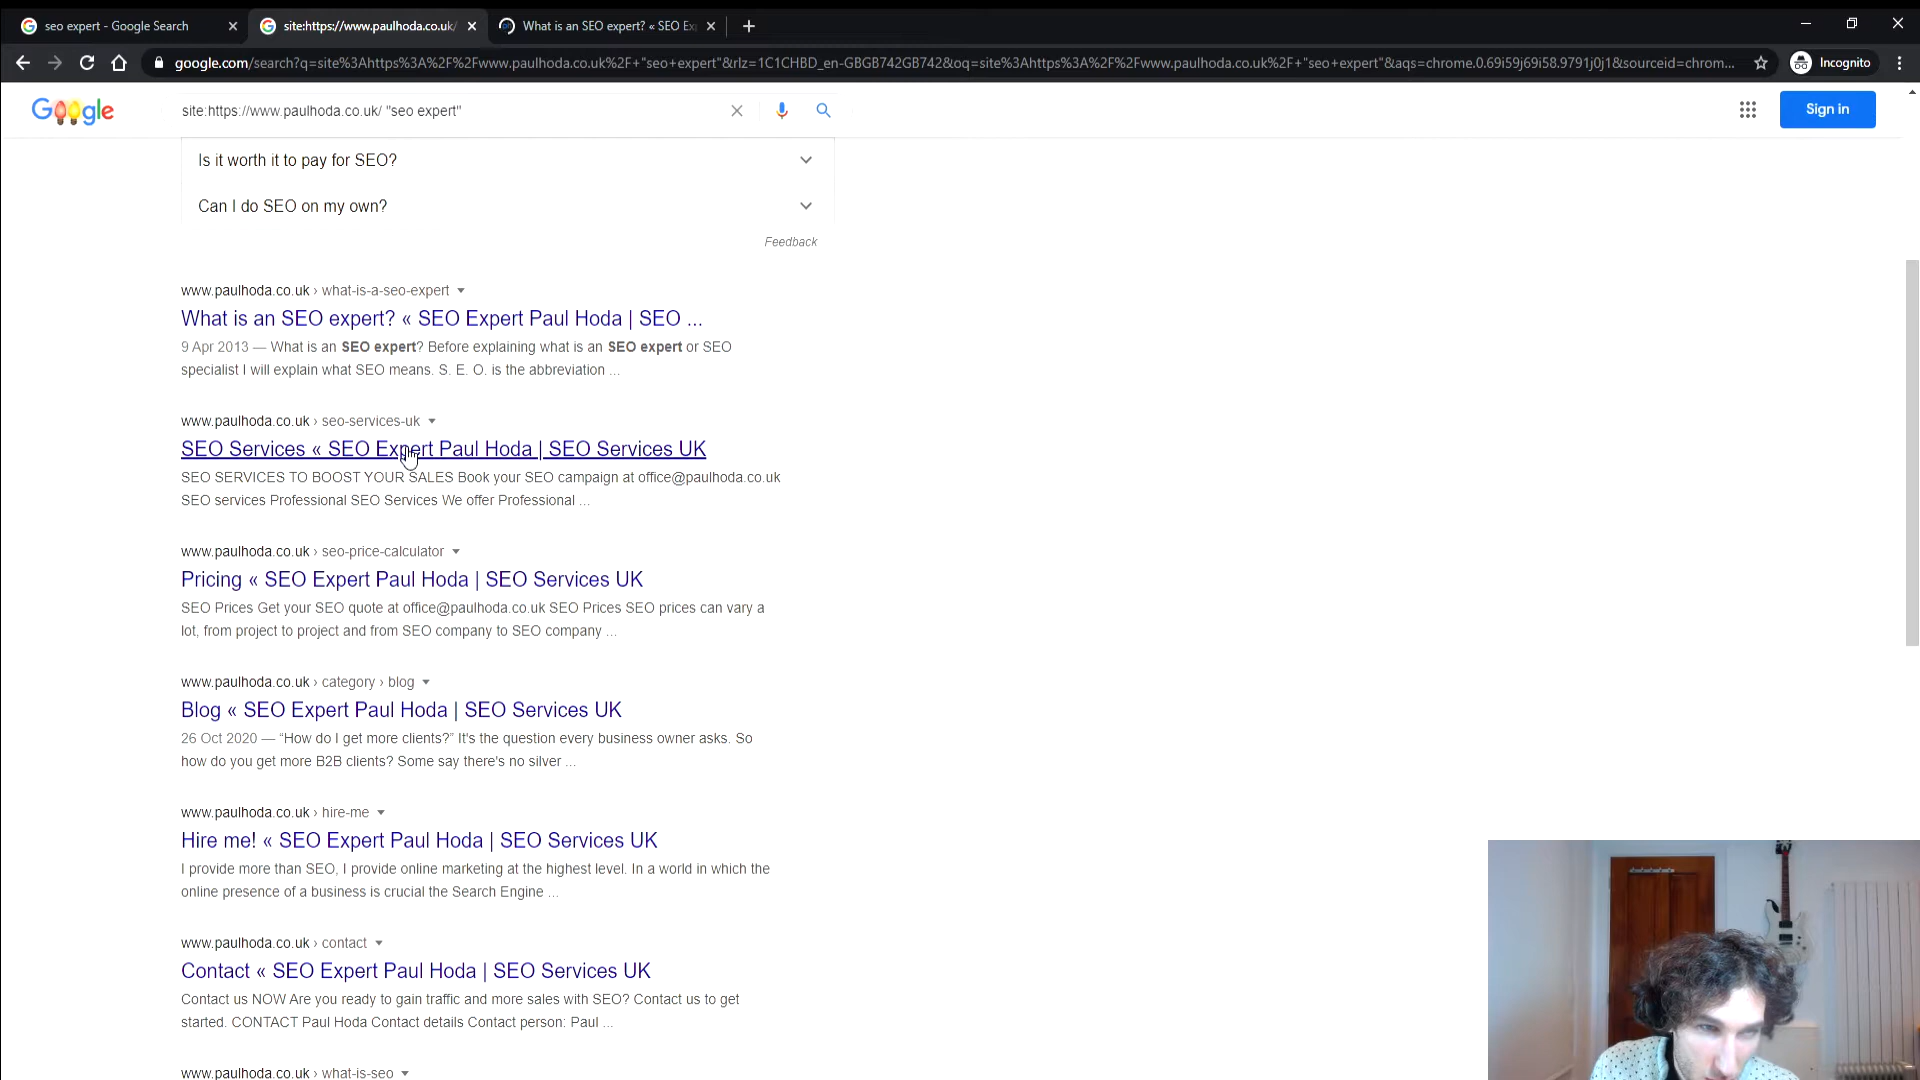 seo expert - Google Search
site:https://www.paulhoda.co.uk/
What is an SEO expert? « SEO Ex
google.com/search?q=site%3Ahttps%3A%2F%2Fwww.paulhoda.co.uk%2F+"seo+expert"&rlz=1C1CHBD_en-GBGB742GB742&oq=site%3Ahttps%3A%2F%2Fwww.paulhoda.co.uk%2F+"seo+expert"&aqs=chrome.0.69i59j69i58.9791j0j1&sourceid=chrom...
Incognito
Google
site:https://www.paulhoda.co.uk/ "seo expert"
Sign in
Is it worth it to pay for SEO?
Can I do SEO on my own?
Feedback
www.paulhoda.co.uk › what-is-a-seo-expert
What is an SEO expert? « SEO Expert Paul Hoda | SEO ...
9 Apr 2013 — What is an SEO expert? Before explaining what is an SEO expert or SEO
specialist I will explain what SEO means. S. E. O. is the abbreviation ...
www.paulhoda.co.uk › seo-services-uk
SEO Services « SEO Expert Paul Hoda | SEO Services UK
SEO SERVICES TO BOOST YOUR SALES Book your SEO campaign at office@paulhoda.co.uk
SEO services Professional SEO Services We offer Professional ...
www.paulhoda.co.uk › seo-price-calculator
Pricing « SEO Expert Paul Hoda | SEO Services UK
SEO Prices Get your SEO quote at office@paulhoda.co.uk SEO Prices SEO prices can vary a
lot, from project to project and from SEO company to SEO company ...
www.paulhoda.co.uk › category › blog
Blog « SEO Expert Paul Hoda | SEO Services UK
26 Oct 2020 — “How do I get more clients?” It's the question every business owner asks. So
how do you get more B2B clients? Some say there's no silver ...
www.paulhoda.co.uk › hire-me
Hire me! « SEO Expert Paul Hoda | SEO Services UK
I provide more than SEO, I provide online marketing at the highest level. In a world in which the
online presence of a business is crucial the Search Engine ...
www.paulhoda.co.uk › contact
Contact « SEO Expert Paul Hoda | SEO Services UK
Contact us NOW Are you ready to gain traffic and more sales with SEO? Contact us to get
started. CONTACT Paul Hoda Contact details Contact person: Paul ...
www.paulhoda.co.uk › what-is-seo